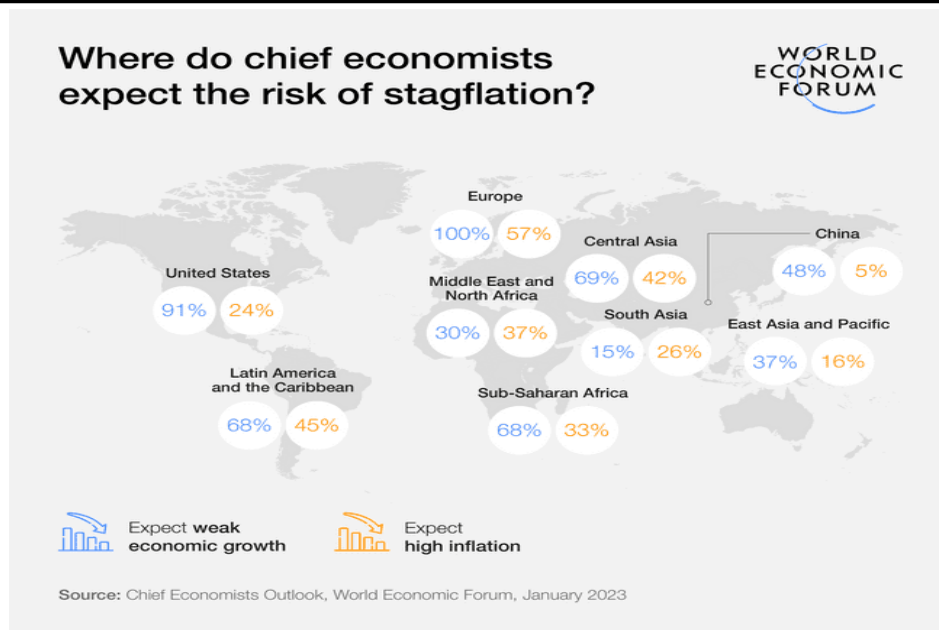 Where do chief economists
expect the risk of stagflation?
WORLD
ECONOMIC
FORUM
Europe
100% 57%
Central Asia
69% 42%
China
48% 5%
United States
91% 24%
Middle East and
North Africa
30% 37%
South Asia
15% 26%
East Asia and Pacific
37% 16%
Latin America
and the Caribbean
68% 45%
Sub-Saharan Africa
68% 33%
Expect weak
economic growth
Expect
high inflation
Source: Chief Economists Outlook, World Economic Forum, January 2023